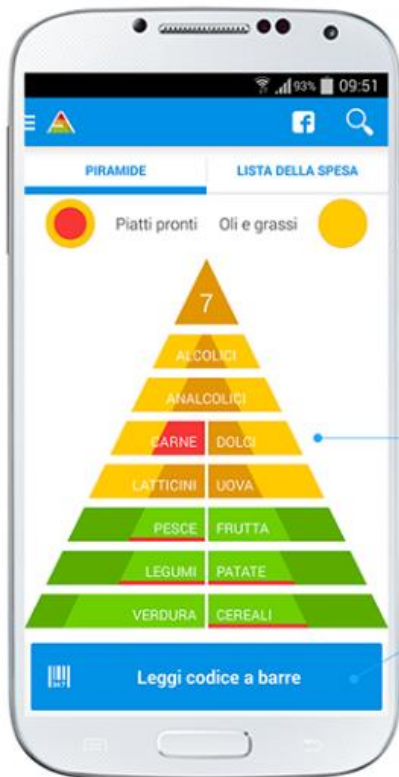 93% 09:51
PIRAMIDE LISTA DELLA SPESA
Piatti pronti Oli e grassi
7
ALCOLICI
ANALCOLICI
CARNE DOLCI
LATTICINI UOVA
PESCE FRUTTA
LEGUMI PATATE
VERDURA CEREALI
Leggi codice a barre